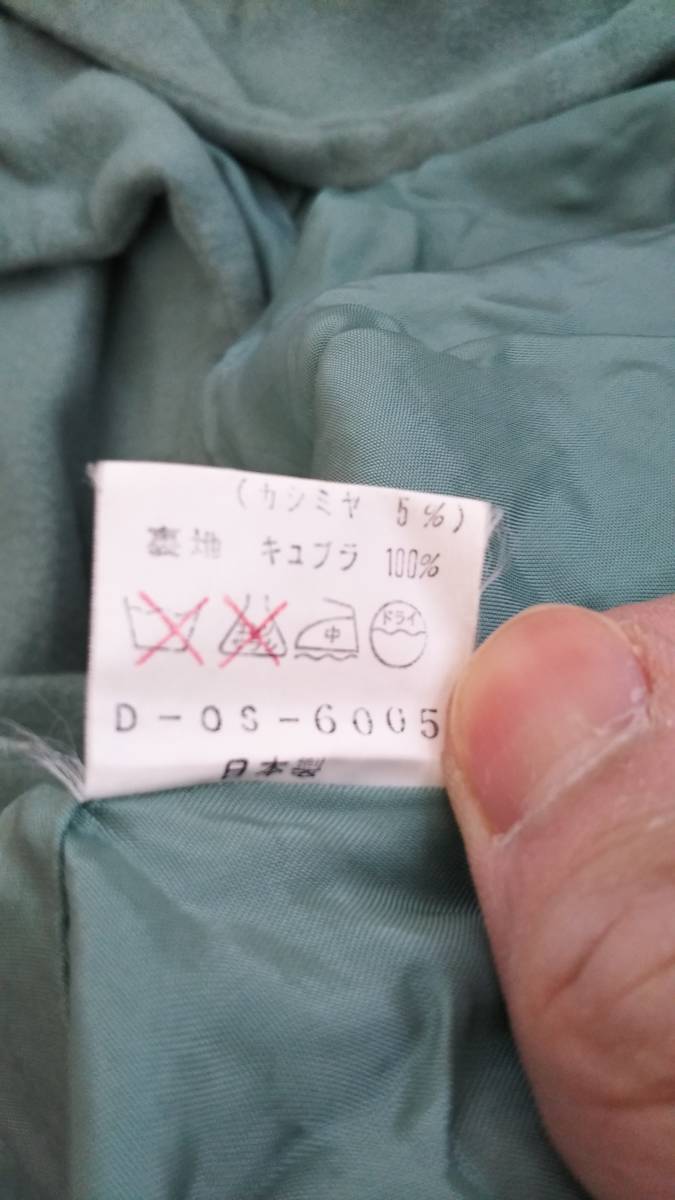 (カシミヤ 5%)
裏地 キュプラ 100%
中 ドライ
D-OS-6005
日本製